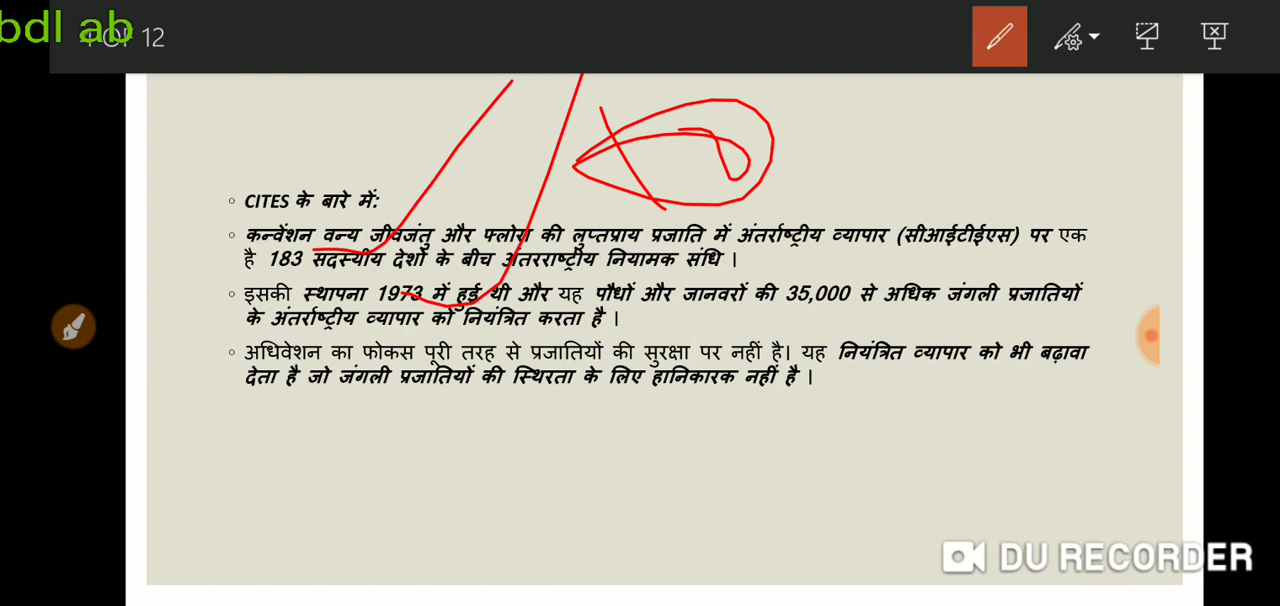 bdl ab
12
CITES के बारे में:
कन्वेंशन वन्य जीवजंतु और फ्लोरा की लुप्तप्राय प्रजाति में अंतर्राष्ट्रीय व्यापार (सीआईटीईएस) पर एक
है 183 सदस्यीय देशों के बीच अंतरराष्ट्रीय नियामक संधि ।
इसकी स्थापना 1973 में हुई थी और यह पौधों और जानवरों की 35,000 से अधिक जंगली प्रजातियों
के अंतर्राष्ट्रीय व्यापार को नियंत्रित करता है ।
अधिवेशन का फोकस पूरी तरह से प्रजातियों की सुरक्षा पर नहीं है। यह नियंत्रित व्यापार को भी बढ़ावा
देता है जो जंगली प्रजातियों की स्थिरता के लिए हानिकारक नहीं है ।
DU RECORDER